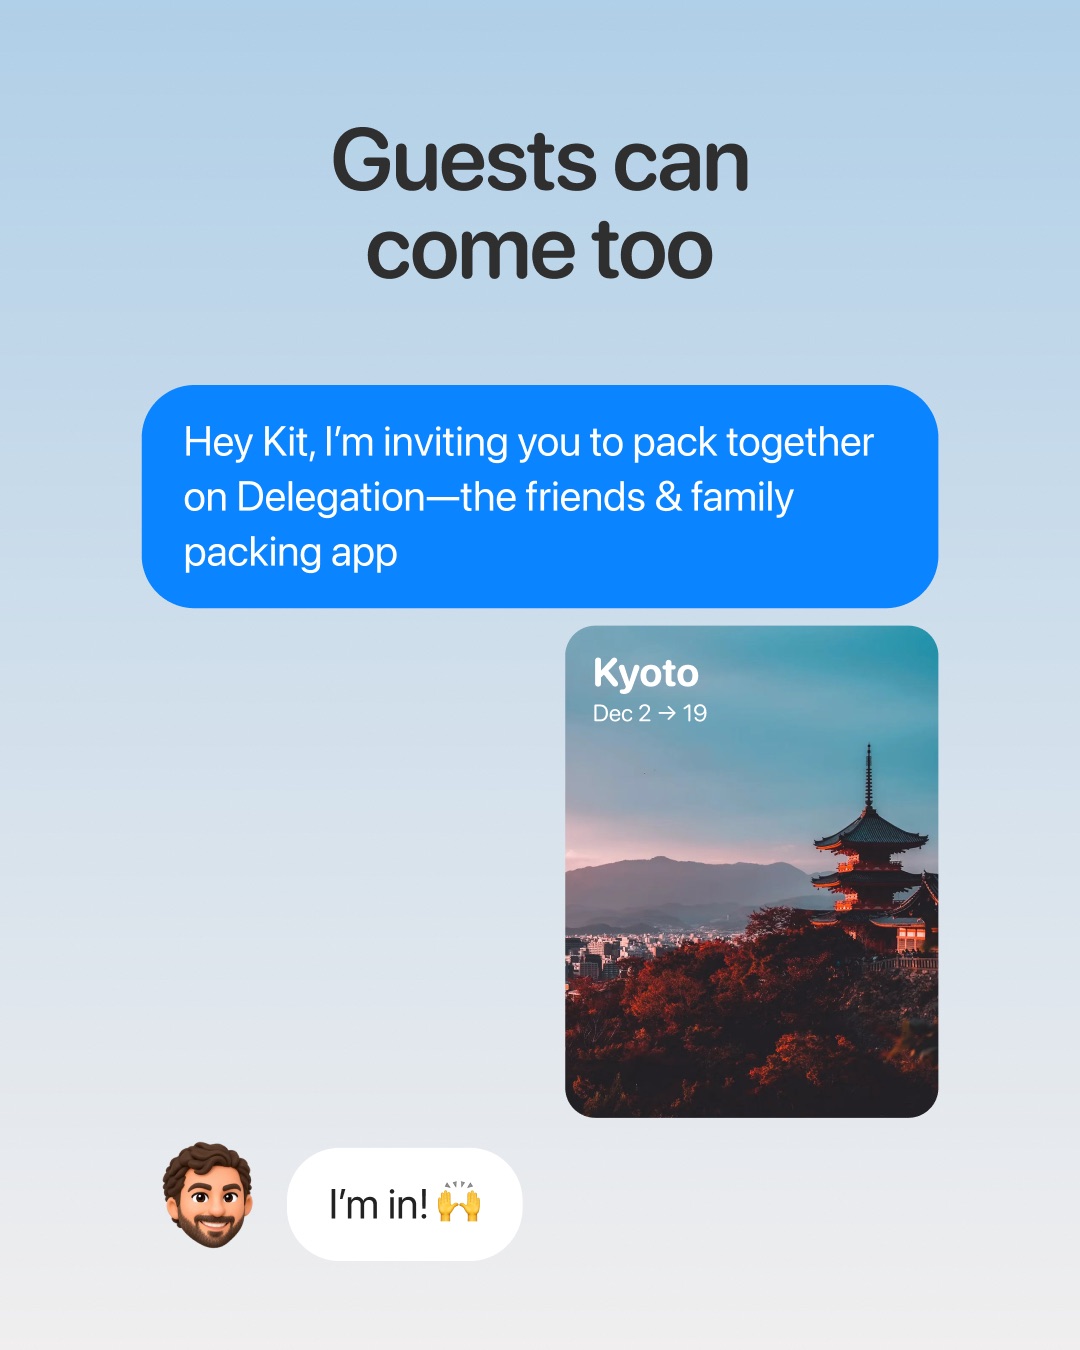 Guests can
come too
Hey Kit, I’m inviting you to pack together
on Delegation—the friends & family
packing app
Kyoto
Dec 2 → 19
I’m in! 🙌